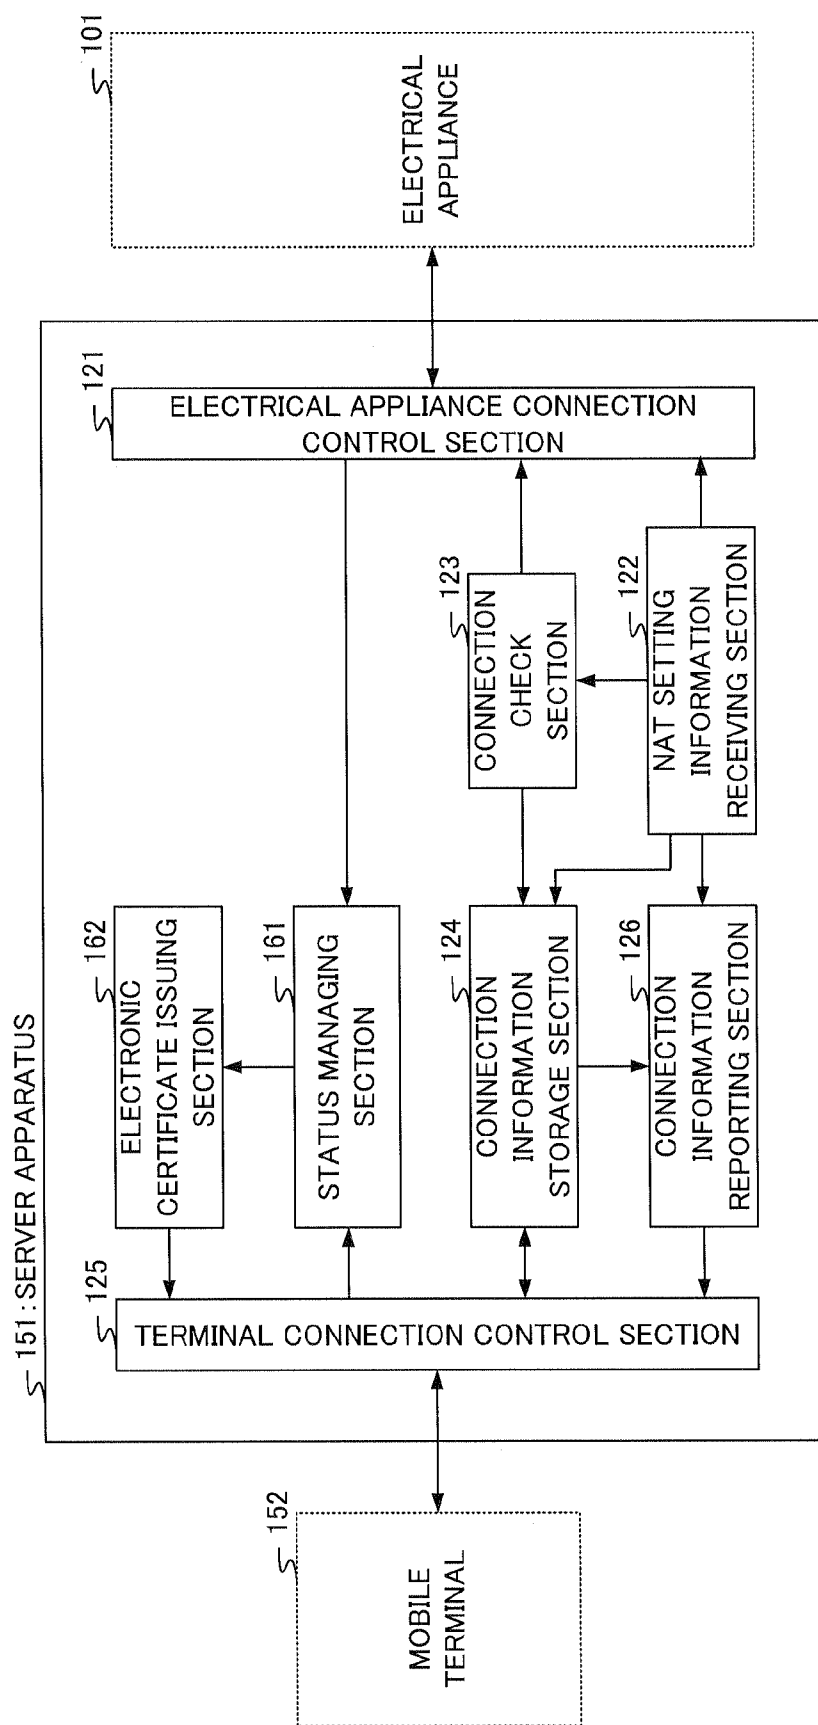 151:SERVER APPARATUS
152
MOBILE
TERMINAL
125
TERMINAL CONNECTION CONTROL SECTION
162
ELECTRONIC
CERTIFICATE ISSUING
SECTION
161
STATUS MANAGING
SECTION
124
CONNECTION
INFORMATION
STORAGE SECTION
126
CONNECTION
INFORMATION
REPORTING SECTION
123
CONNECTION
CHECK
SECTION
122
NAT SETTING
INFORMATION
RECEIVING SECTION
121
ELECTRICAL APPLIANCE CONNECTION
CONTROL SECTION
101
ELECTRICAL
APPLIANCE